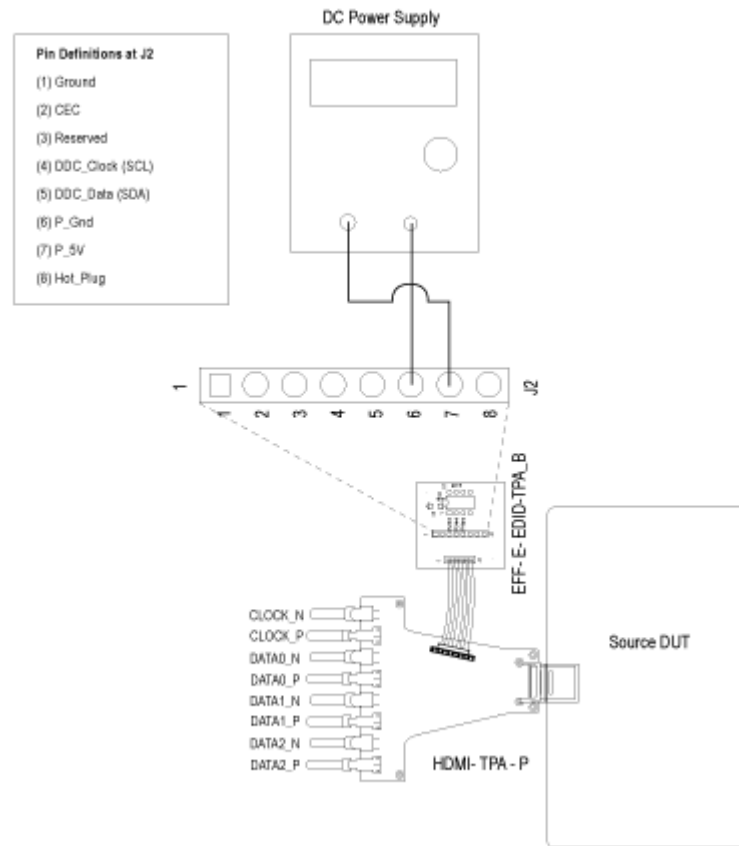 DC Power Supply
Pin Definitions at J2
(1) Ground
(2) CEC
(3) Reserved
(4) DDC_Clock (SCL)
(5) DDC_Data (SDA)
(6) P_Gnd
(7) P_5V
(8) Hot_Plug
1
J2
1 2 3 4 5 6 7 8
EFF- E- EDID-TPA_B
CLOCK_N
CLOCK_P
DATA0_N
DATA0_P
DATA1_N
DATA1_P
DATA2_N
DATA2_P
Source DUT
HDMI- TPA - P